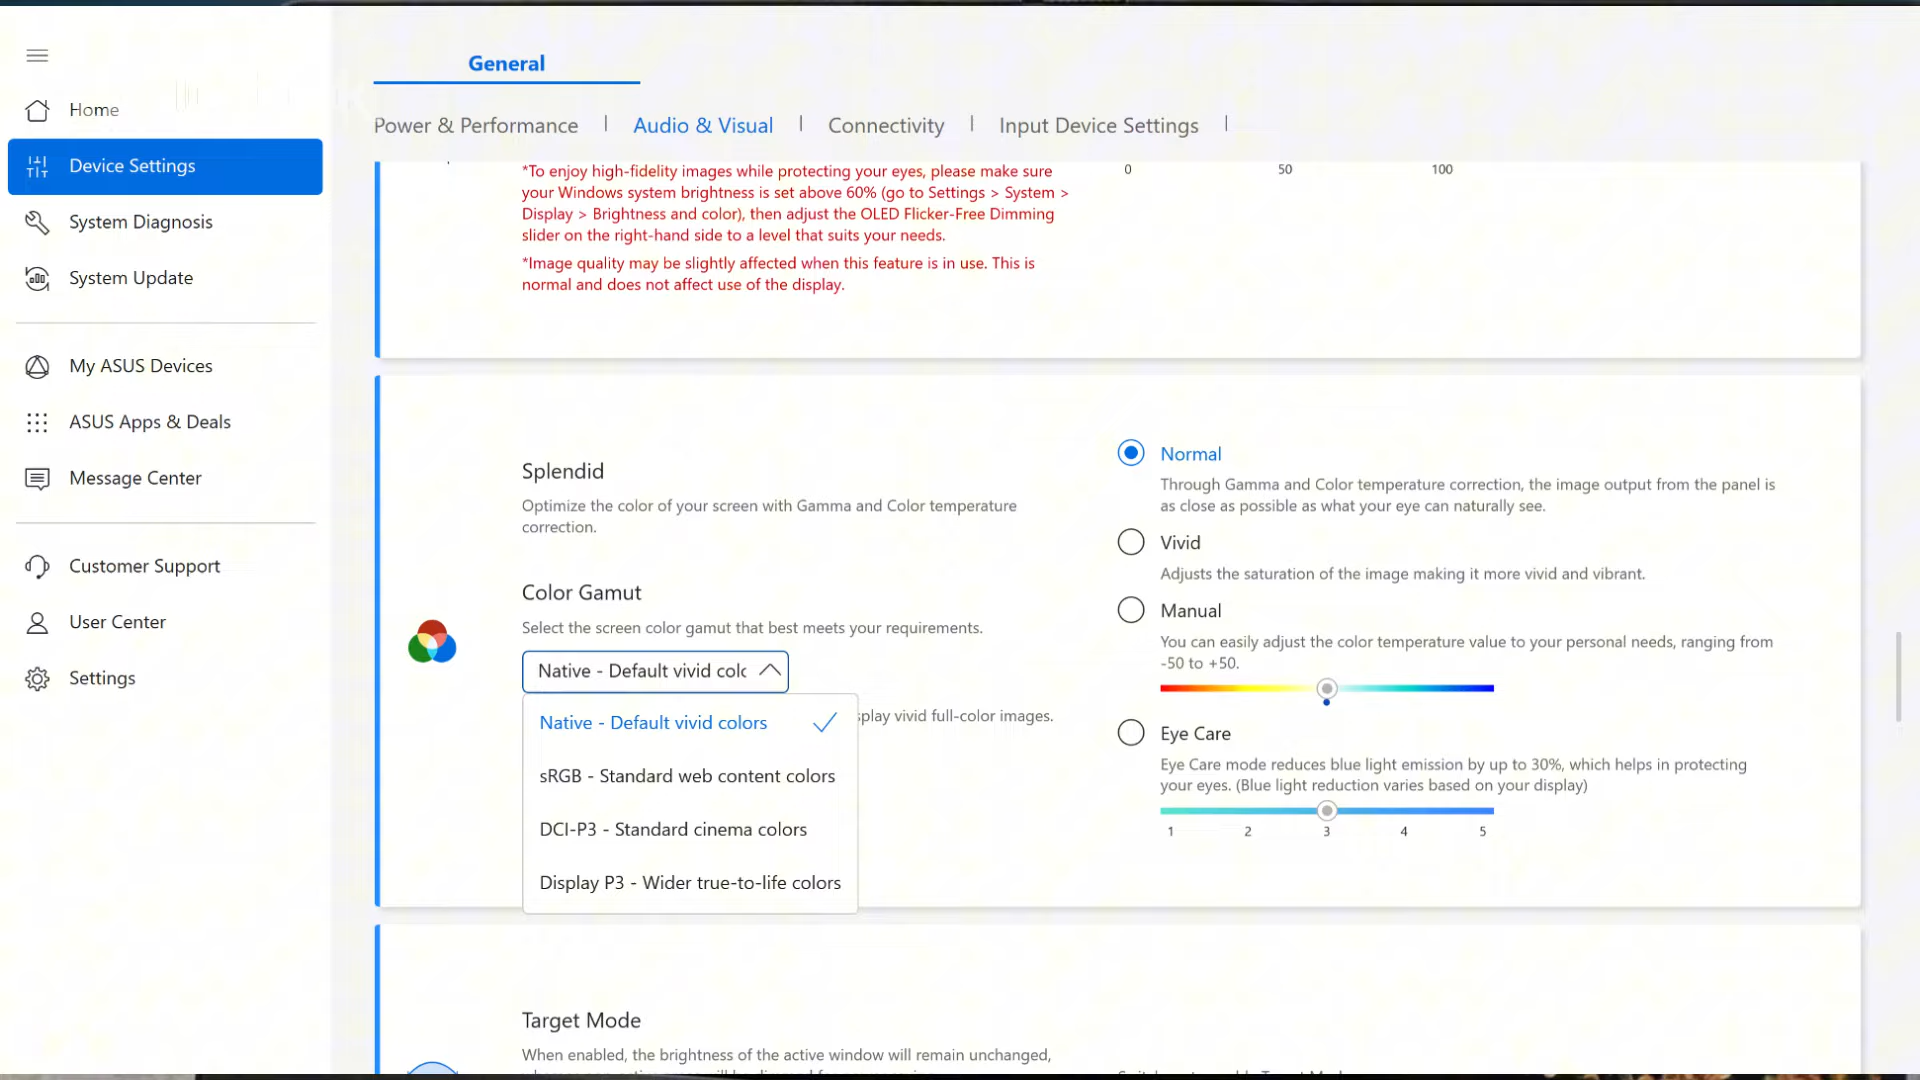 General
Home
Power & Performance | Audio & Visual | Connectivity | Input Device Settings |
Device Settings
*To enjoy high-fidelity images while protecting your eyes, please make sure
your Windows system brightness is set above 60% (go to Settings > System >
Display > Brightness and color), then adjust the OLED Flicker-Free Dimming
slider on the right-hand side to a level that suits your needs.
*Image quality may be slightly affected when this feature is in use. This is
normal and does not affect use of the display.
0 50 100
System Diagnosis
System Update
My ASUS Devices
ASUS Apps & Deals
Message Center
Customer Support
User Center
Settings
Splendid
Optimize the color of your screen with Gamma and Color temperature
correction.
Color Gamut
Select the screen color gamut that best meets your requirements.
Native - Default vivid colo
Native - Default vivid colors
splay vivid full-color images.
sRGB - Standard web content colors
DCI-P3 - Standard cinema colors
Display P3 - Wider true-to-life colors
Normal
Through Gamma and Color temperature correction, the image output from the panel is
as close as possible as what your eye can naturally see.
Vivid
Adjusts the saturation of the image making it more vivid and vibrant.
Manual
You can easily adjust the color temperature value to your personal needs, ranging from
-50 to +50.
Eye Care
Eye Care mode reduces blue light emission by up to 30%, which helps in protecting
your eyes. (Blue light reduction varies based on your display)
1 2 3 4 5
Target Mode
When enabled, the brightness of the active window will remain unchanged,